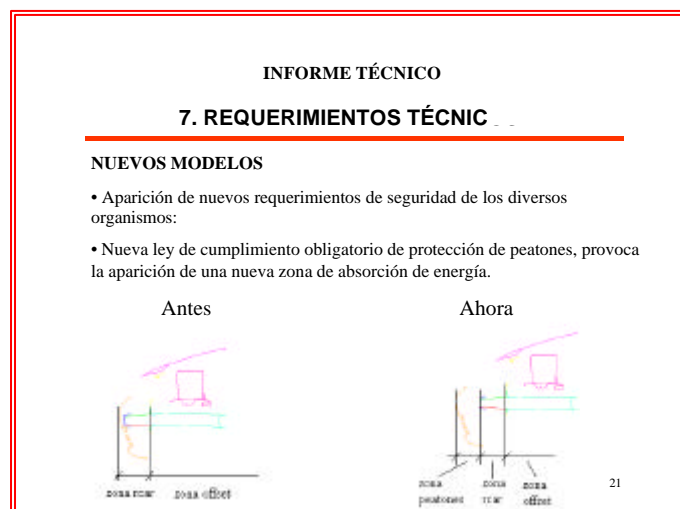 INFORME TÉCNICO
7. REQUERIMIENTOS TÉCNIC
NUEVOS MODELOS
• Aparición de nuevos requerimientos de seguridad de los diversos
organismos:
• Nueva ley de cumplimiento obligatorio de protección de peatones, provoca
la aparición de una nueva zona de absorción de energía.
Antes
Ahora
zona rcar
zona offset
zona
peatones
zona
rcar
zona
offset
21